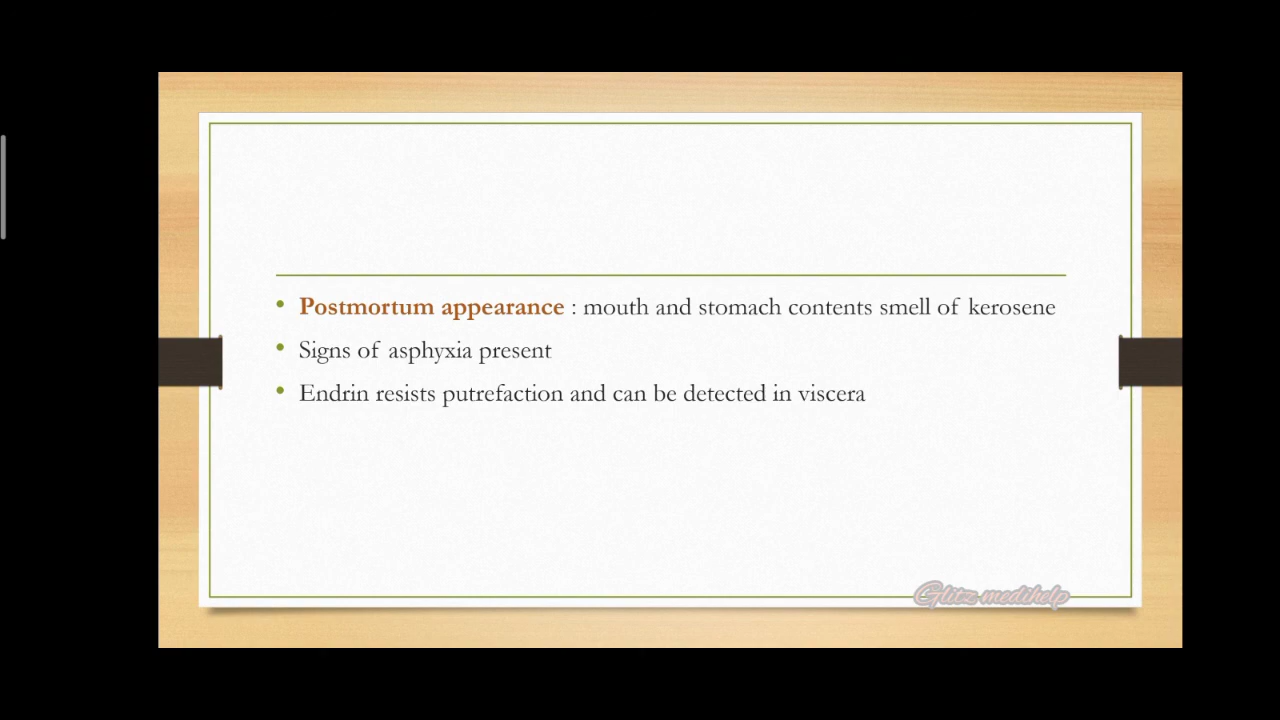 Postmortum appearance : mouth and stomach contents smell of kerosene
Signs of asphyxia present
Endrin resists putrefaction and can be detected in viscera
Glitz medihelp